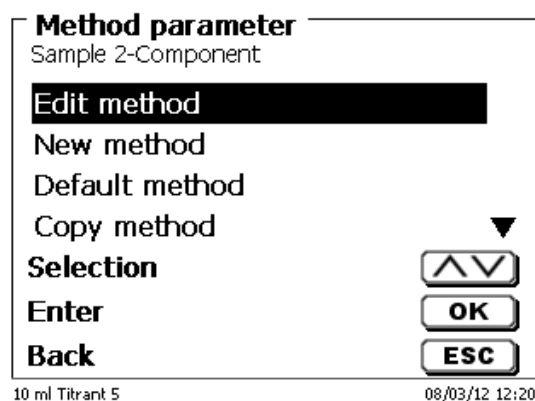 Method parameter
Sample 2-Component
Edit method
New method
Default method
Copy method
Selection
Enter OK
Back ESC
10 ml Titrant 5 08/03/12 12:20